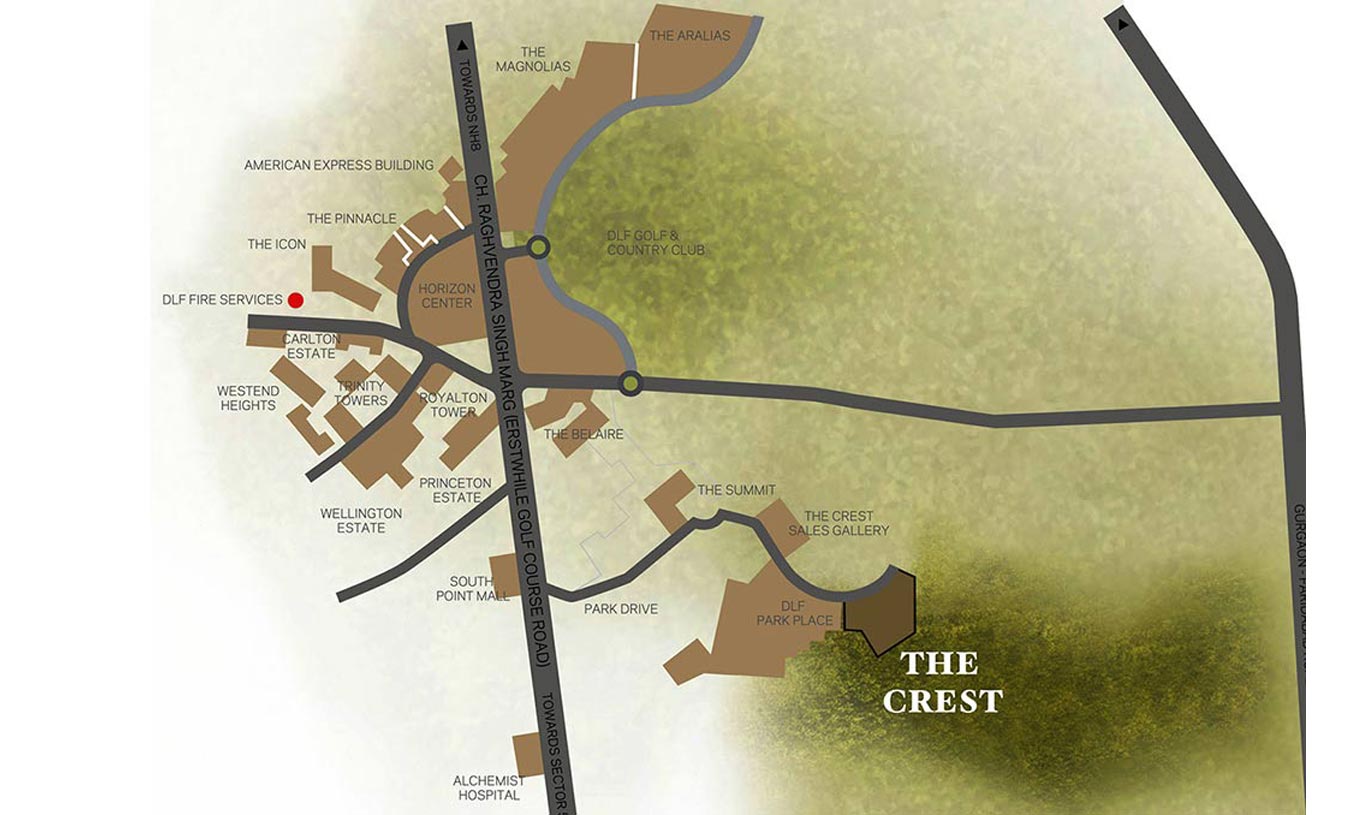 THE ARALIAS
THE
MAGNOLIAS
TOWARDS NH8
AMERICAN EXPRESS BUILDING
CH. RAGHVENDRA SINGH MARG (ERSTWHILE GOLF COURSE ROAD)
THE PINNACLE
THE ICON
DLF GOLF &
COUNTRY CLUB
DLF FIRE SERVICES
HORIZON
CENTER
CARLTON
ESTATE
WESTEND
HEIGHTS
TRINITY
TOWERS
ROYALTON
TOWER
THE BELAIRE
PRINCETON
ESTATE
THE SUMMIT
WELLINGTON
ESTATE
THE CREST
SALES GALLERY
GURGAON -
SOUTH
POINT MALL
PARK DRIVE
DLF
PARK PLACE
THE
CREST
TOWARDS SECTOR
ALCHEMIST
HOSPITAL